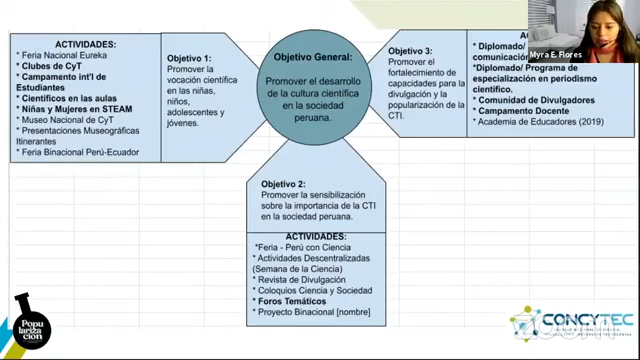 ACTIVIDADES:
* Feria Nacional Eureka
* Clubes de CyT
* Campamento int'l de
Estudiantes
* Científicos en las aulas
* Niñas y Mujeres en STEAM
* Museo Nacional de CyT
* Presentaciones Museográficas
Itinerantes
* Feria Binacional Perú-Ecuador
Objetivo 1:
Promover la
vocación científica
en las niñas,
niños,
adolescentes y
jóvenes.
Objetivo General:
Promover el desarrollo
de la cultura científica
en la sociedad
peruana.
Objetivo 3:
Promover el
fortalecimiento de
capacidades para la
divulgación y la
popularización de la
CTI.
* Diplomado/
comunicación
*Diplomado/ Programa de
especialización en periodismo
científico.
* Comunidad de Divulgadores
* Campamento Docente
* Academia de Educadores (2019)
Myra E. Flores
Objetivo 2:
Promover la sensibilización
sobre la importancia de la CTI
en la sociedad peruana.
ACTIVIDADES:
*Feria - Perú con Ciencia
* Actividades Descentralizadas
(Semana de la Ciencia)
* Revista de Divulgación
* Coloquios Ciencia y Sociedad
* Foros Temáticos
* Proyecto Binacional [nombre]
Popu
lariza
ción
CONCYTEC
zoom